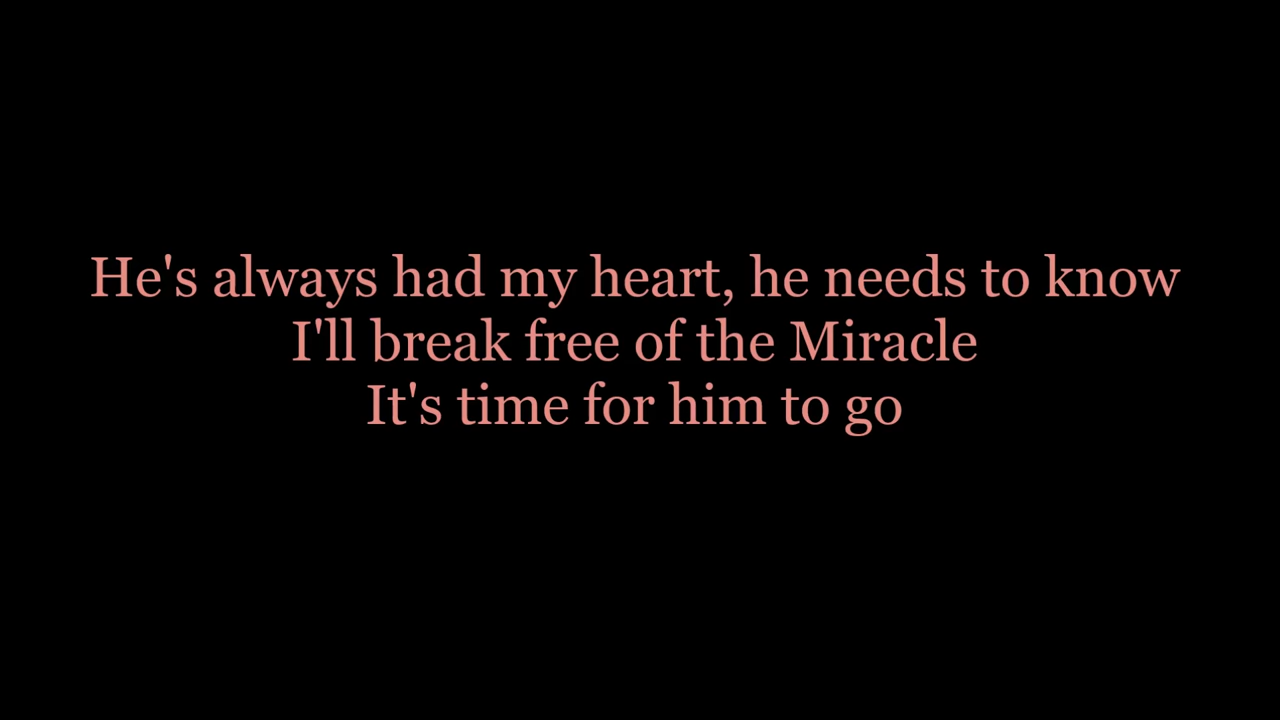 He's always had my heart, he needs to know
I'll break free of the Miracle
It's time for him to go